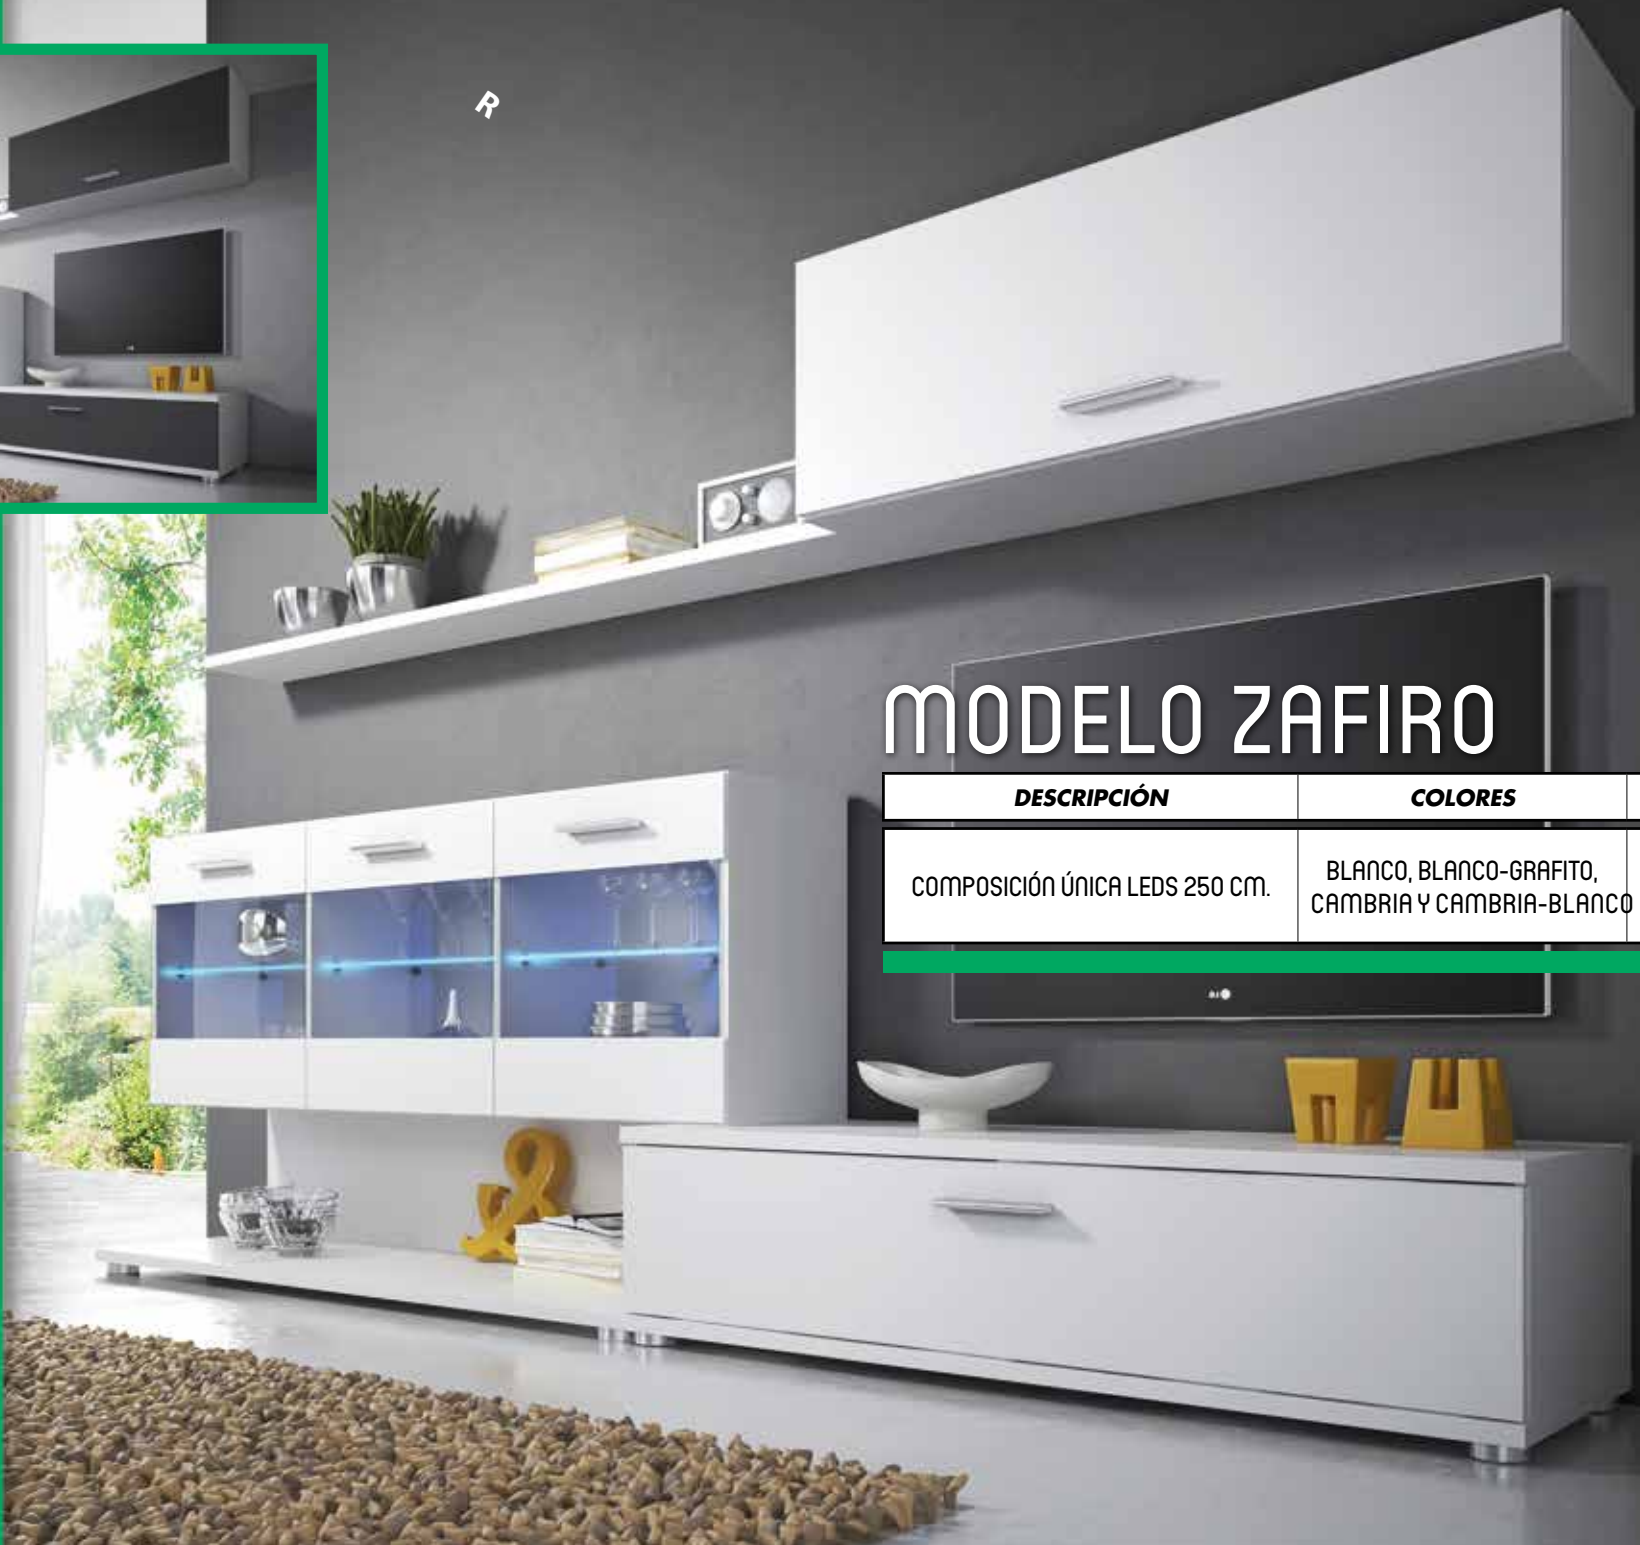 R
MODELO ZAFIRO
DESCRIPCIÓN COLORES
COMPOSICIÓN ÚNICA LEDS 250 CM.
BLANCO, BLANCO-GRAFITO,
CAMBRIA Y CAMBRIA-BLANCO
&